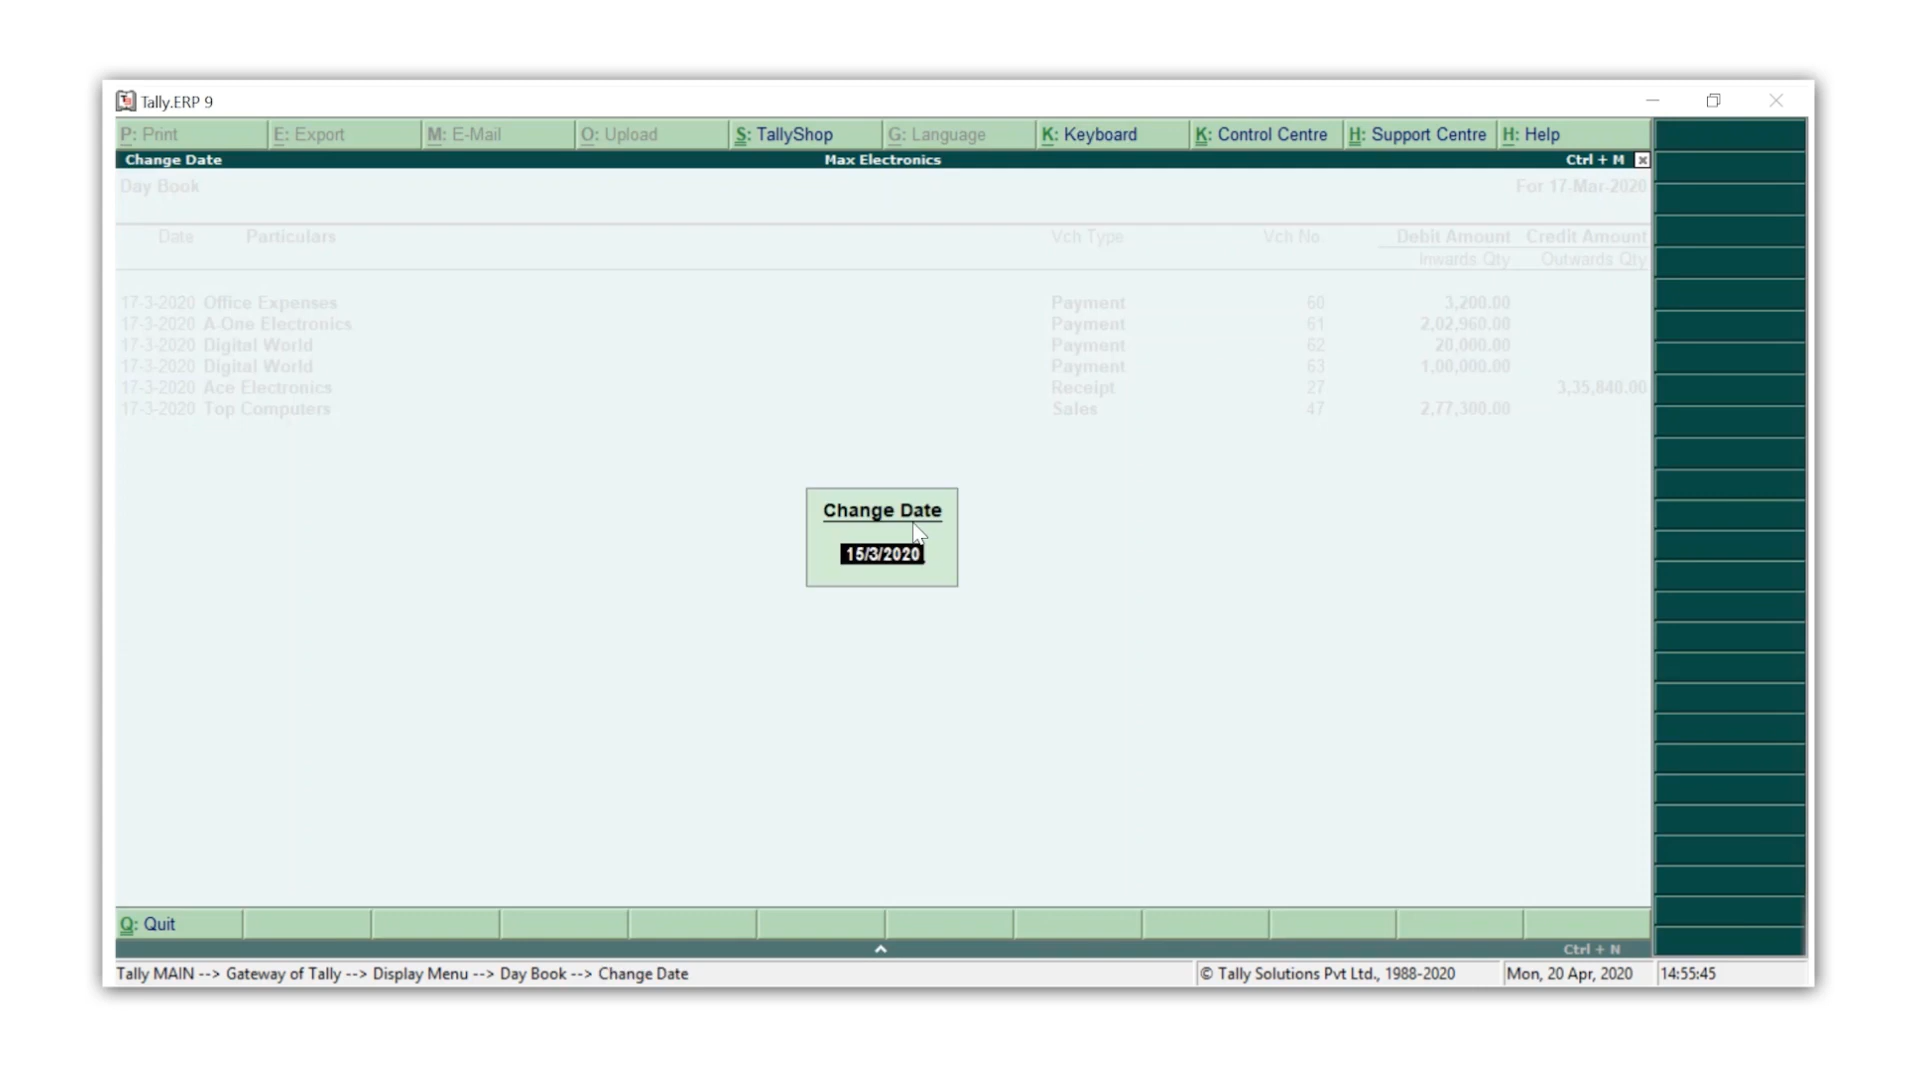 Tally.ERP 9
P: Print E: Export M: E-Mail O: Upload S: TallyShop G: Language K: Keyboard K: Control Centre H: Support Centre H: Help
Change Date Max Electronics Ctrl + M
Day Book For 17-Mar-2020
Date Particulars Vch Type Vch No. Debit Amount Credit Amount
Inwards Qty Outwards Qty
17-3-2020 Office Expenses Payment 60 3,200.00
17-3-2020 A-One Electronics Payment 61 2,02,960.00
17-3-2020 Digital World Payment 62 20,000.00
17-3-2020 Digital World Payment 63 1,00,000.00
17-3-2020 Ace Electronics Receipt 27 3,35,840.00
17-3-2020 Top Computers Sales 47 2,77,300.00
Change Date
15/3/2020
Q: Quit
Ctrl + N
Tally MAIN --> Gateway of Tally --> Display Menu --> Day Book --> Change Date © Tally Solutions Pvt Ltd., 1988-2020 Mon, 20 Apr, 2020 14:55:45